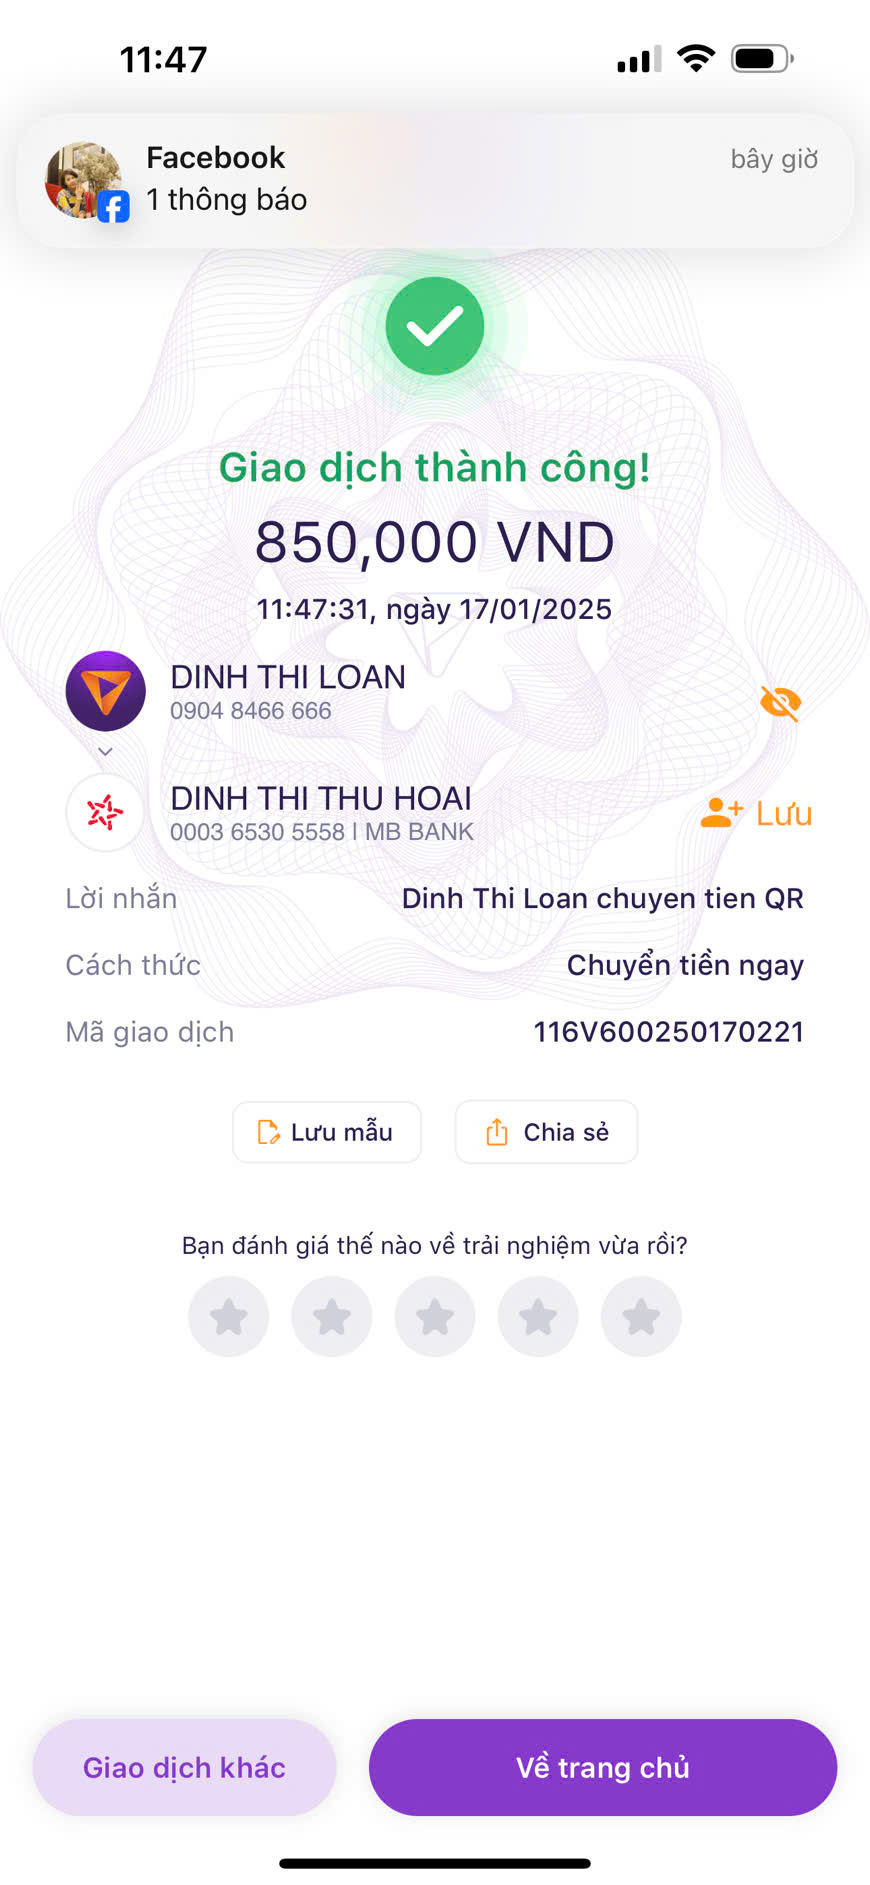 11:47
Facebook
bây giờ
1 thông báo
Giao dịch thành công!
850,000 VND
11:47:31, ngày 17/01/2025
DINH THI LOAN
0904 8466 666
DINH THI THU HOAI
0003 6530 5558 | MB BANK
Lưu
Lời nhắn
Dinh Thi Loan chuyen tien QR
Cách thức
Chuyển tiền ngay
Mã giao dịch
116V600250170221
Lưu mẫu
Chia sẻ
Bạn đánh giá thế nào về trải nghiệm vừa rồi?
Giao dịch khác
Về trang chủ